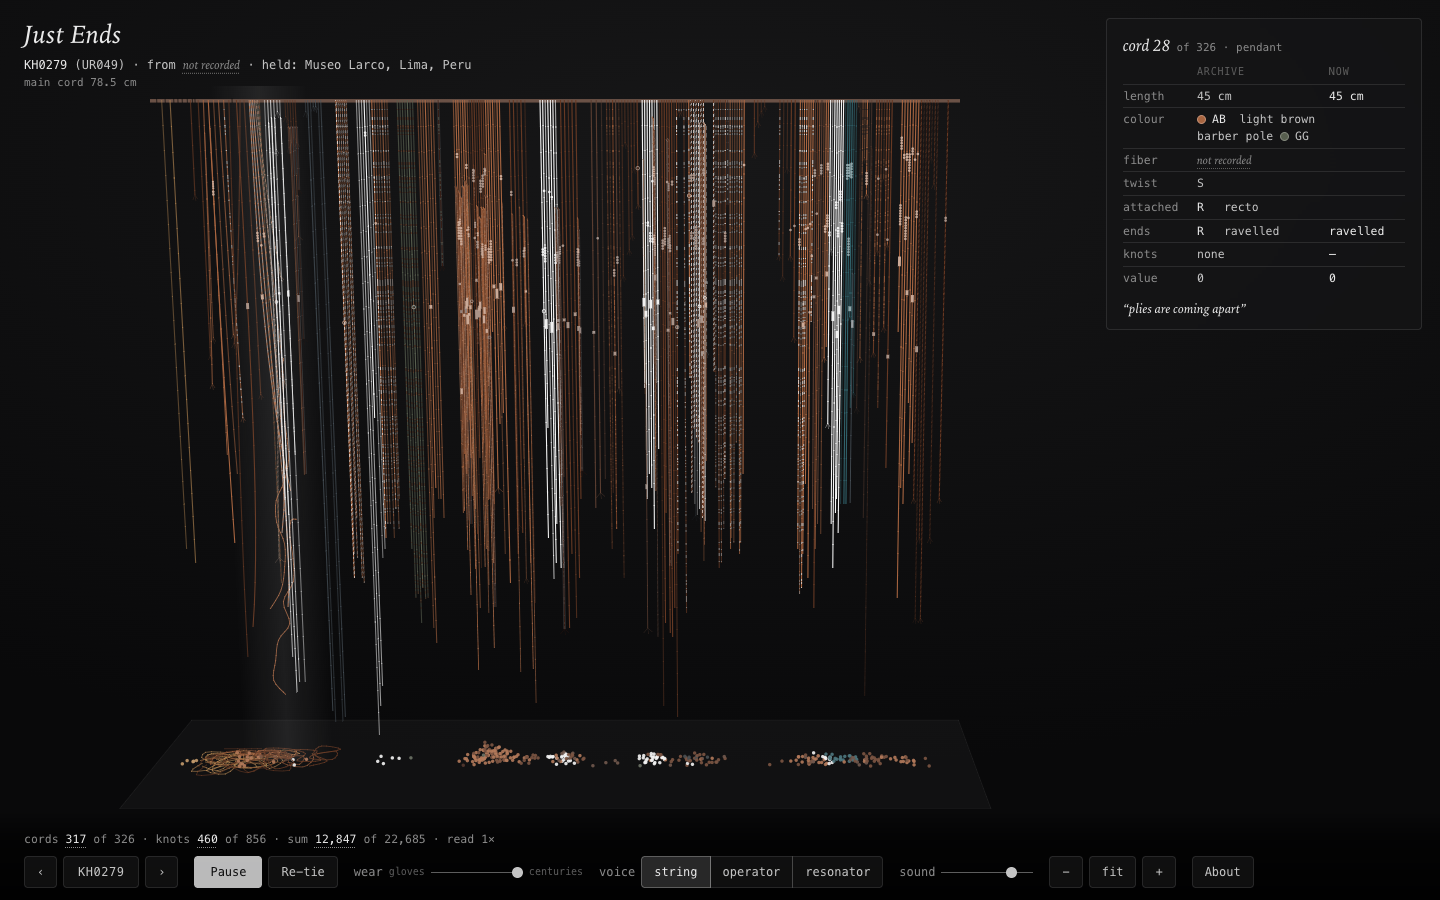 Just Ends
KH0279 (UR049) · from not recorded · held: Museo Larco, Lima, Peru
main cord 78.5 cm
cord 28 of 326 · pendant
ARCHIVE NOW
length 45 cm 45 cm
colour AB light brown
barber pole GG
fiber not recorded
twist S
attached R recto
ends R ravelled ravelled
knots none —
value 0 0
“plies are coming apart”
cords 317 of 326 · knots 460 of 856 · sum 12,847 of 22,685 · read 1×
‹ KH0279 › Pause Re-tie wear gloves centuries voice string operator resonator sound − fit + About